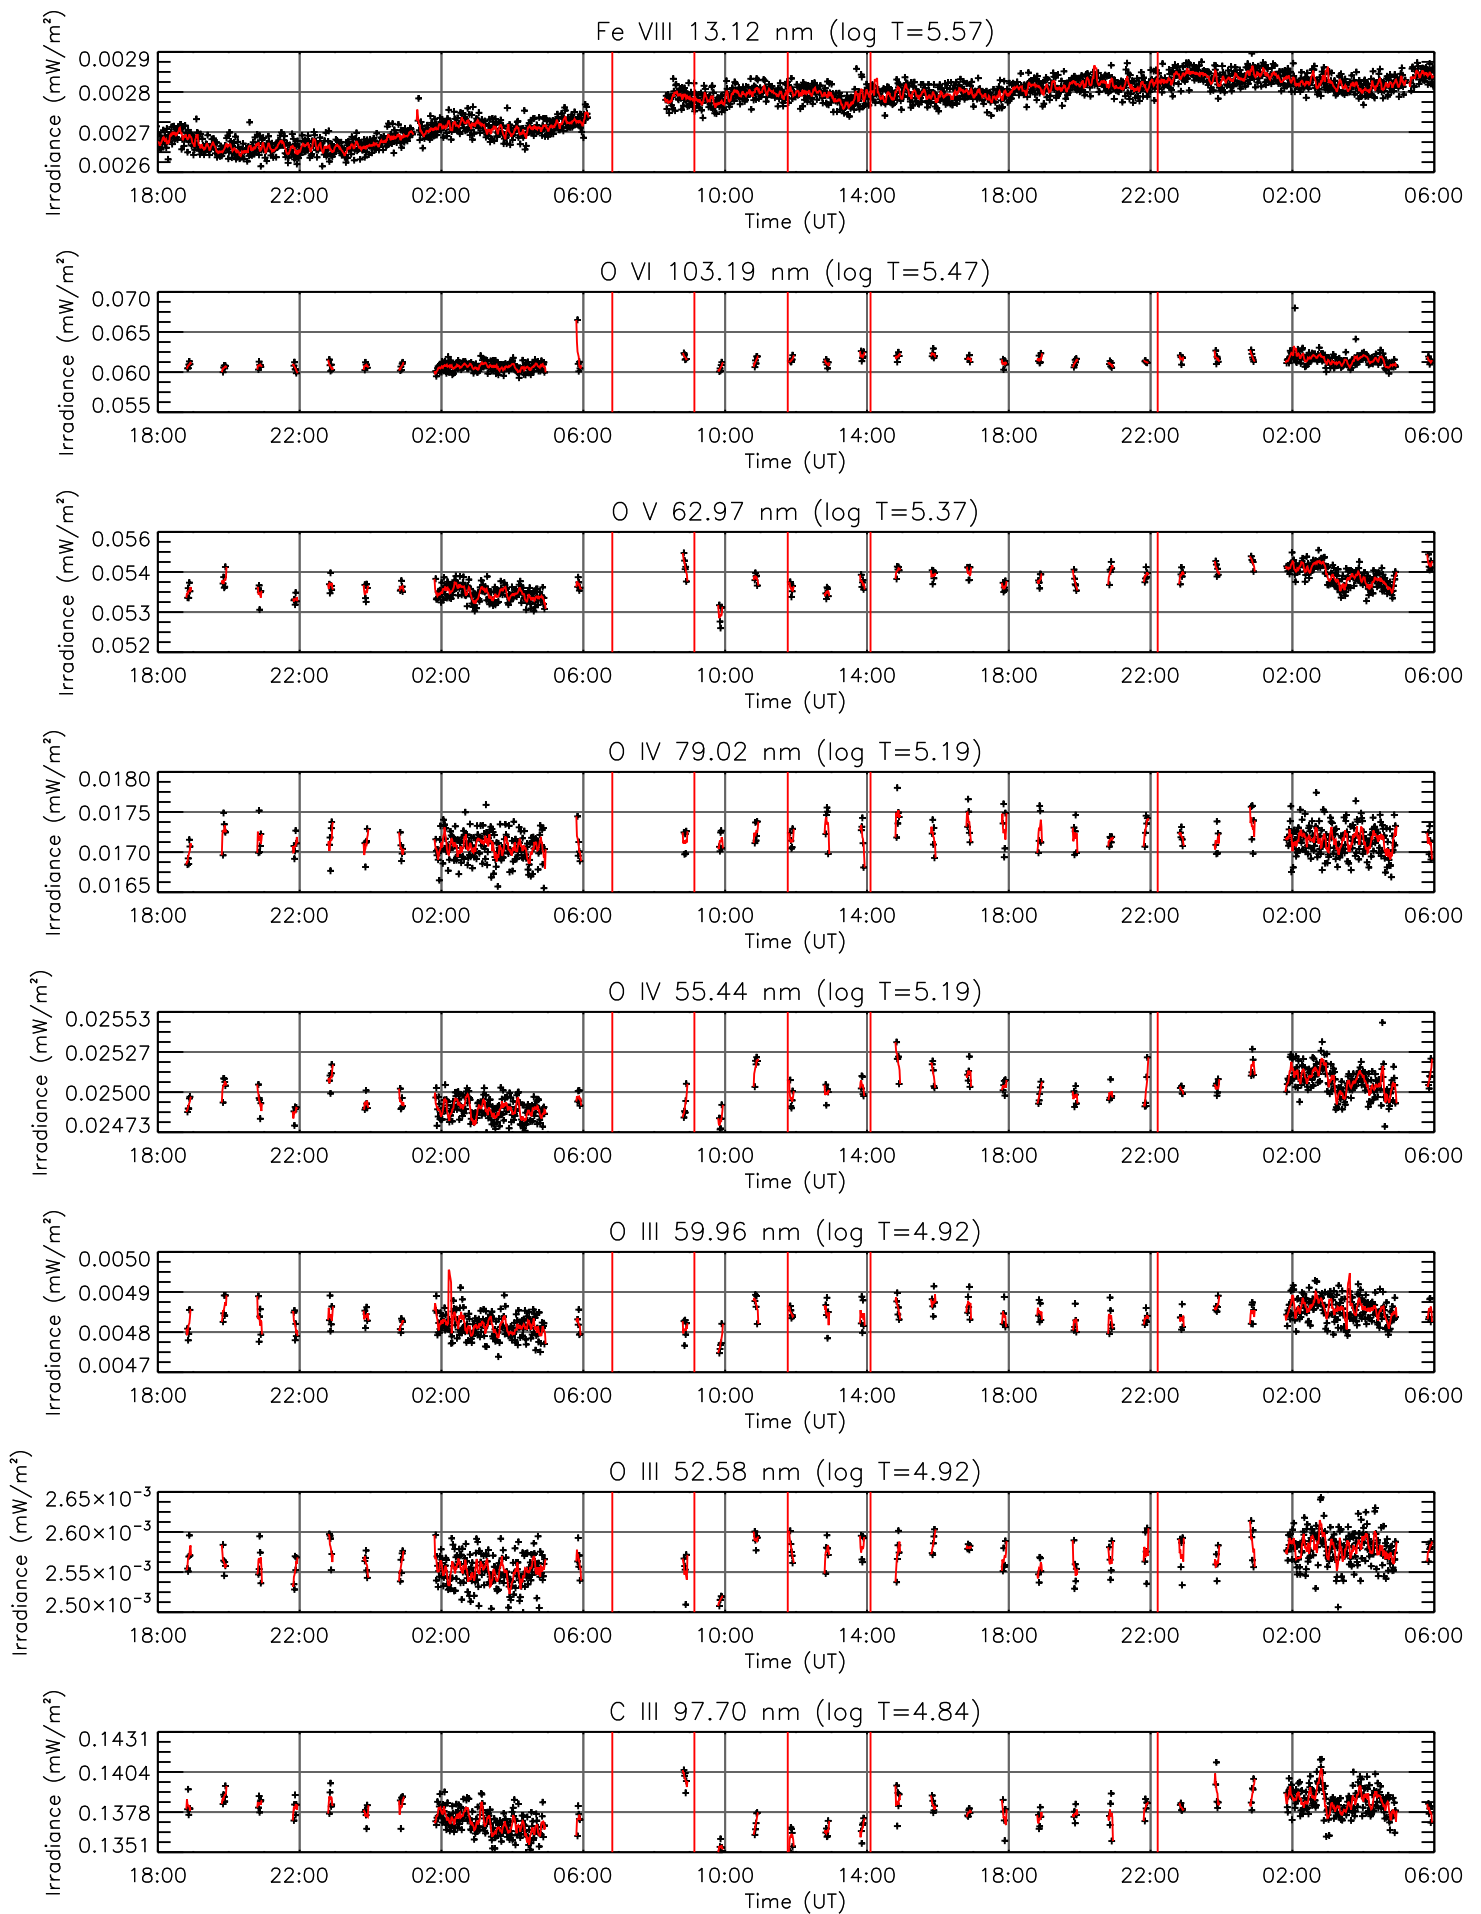 Fe VIII 13.12 nm (log T=5.57)
Irradiance (mW/m²)
0.0029
0.0028
0.0027
0.0026
18:00 22:00 02:00 06:00 10:00 14:00 18:00 22:00 02:00 06:00
Time (UT)
O VI 103.19 nm (log T=5.47)
Irradiance (mW/m²)
0.070
0.065
0.060
0.055
18:00 22:00 02:00 06:00 10:00 14:00 18:00 22:00 02:00 06:00
Time (UT)
O V 62.97 nm (log T=5.37)
Irradiance (mW/m²)
0.056
0.054
0.053
0.052
18:00 22:00 02:00 06:00 10:00 14:00 18:00 22:00 02:00 06:00
Time (UT)
O IV 79.02 nm (log T=5.19)
Irradiance (mW/m²)
0.0180
0.0175
0.0170
0.0165
18:00 22:00 02:00 06:00 10:00 14:00 18:00 22:00 02:00 06:00
Time (UT)
O IV 55.44 nm (log T=5.19)
Irradiance (mW/m²)
0.02553
0.02527
0.02500
0.02473
18:00 22:00 02:00 06:00 10:00 14:00 18:00 22:00 02:00 06:00
Time (UT)
O III 59.96 nm (log T=4.92)
Irradiance (mW/m²)
0.0050
0.0049
0.0048
0.0047
18:00 22:00 02:00 06:00 10:00 14:00 18:00 22:00 02:00 06:00
Time (UT)
O III 52.58 nm (log T=4.92)
Irradiance (mW/m²)
2.65×10⁻³
2.60×10⁻³
2.55×10⁻³
2.50×10⁻³
18:00 22:00 02:00 06:00 10:00 14:00 18:00 22:00 02:00 06:00
Time (UT)
C III 97.70 nm (log T=4.84)
Irradiance (mW/m²)
0.1431
0.1404
0.1378
0.1351
18:00 22:00 02:00 06:00 10:00 14:00 18:00 22:00 02:00 06:00
Time (UT)